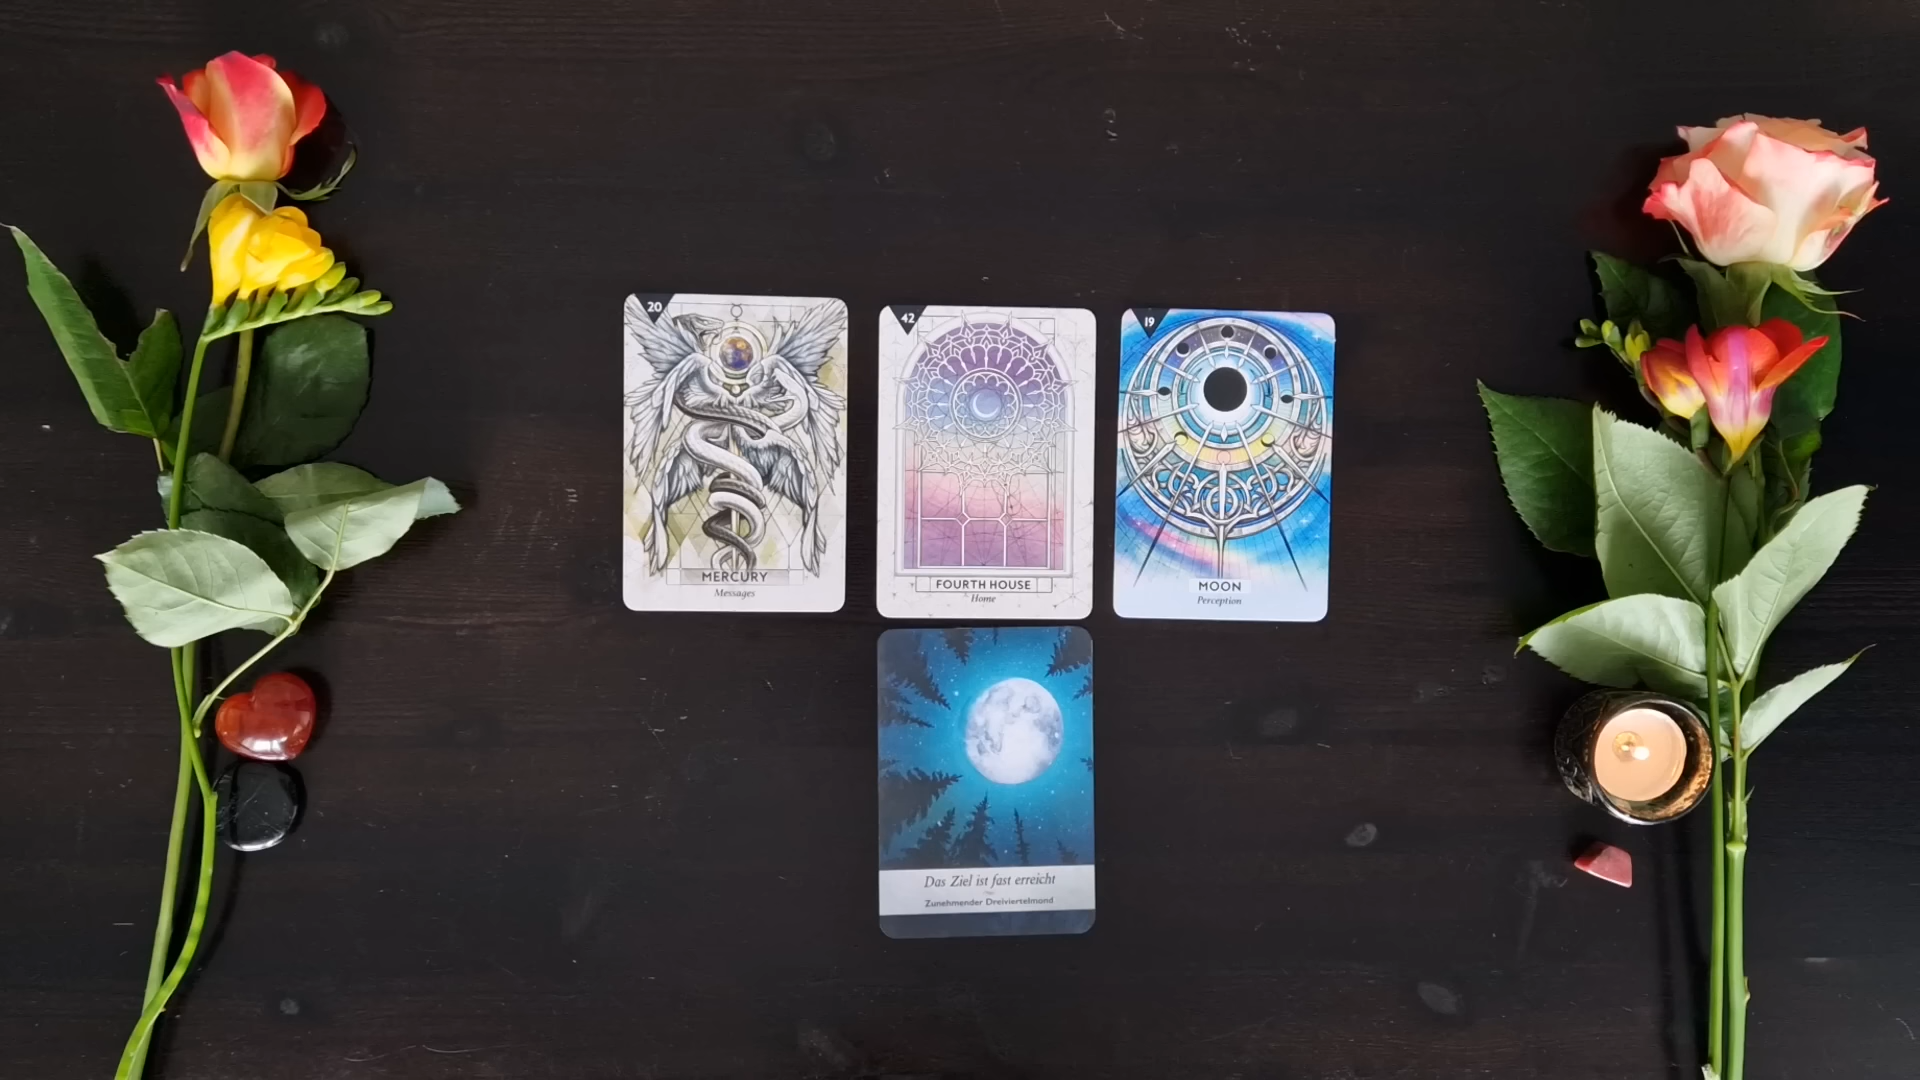 20
MERCURY
Messages
42
FOURTH HOUSE
Home
19
MOON
Perception
Das Ziel ist fast erreicht
Zunehmender Dreiviertelmond